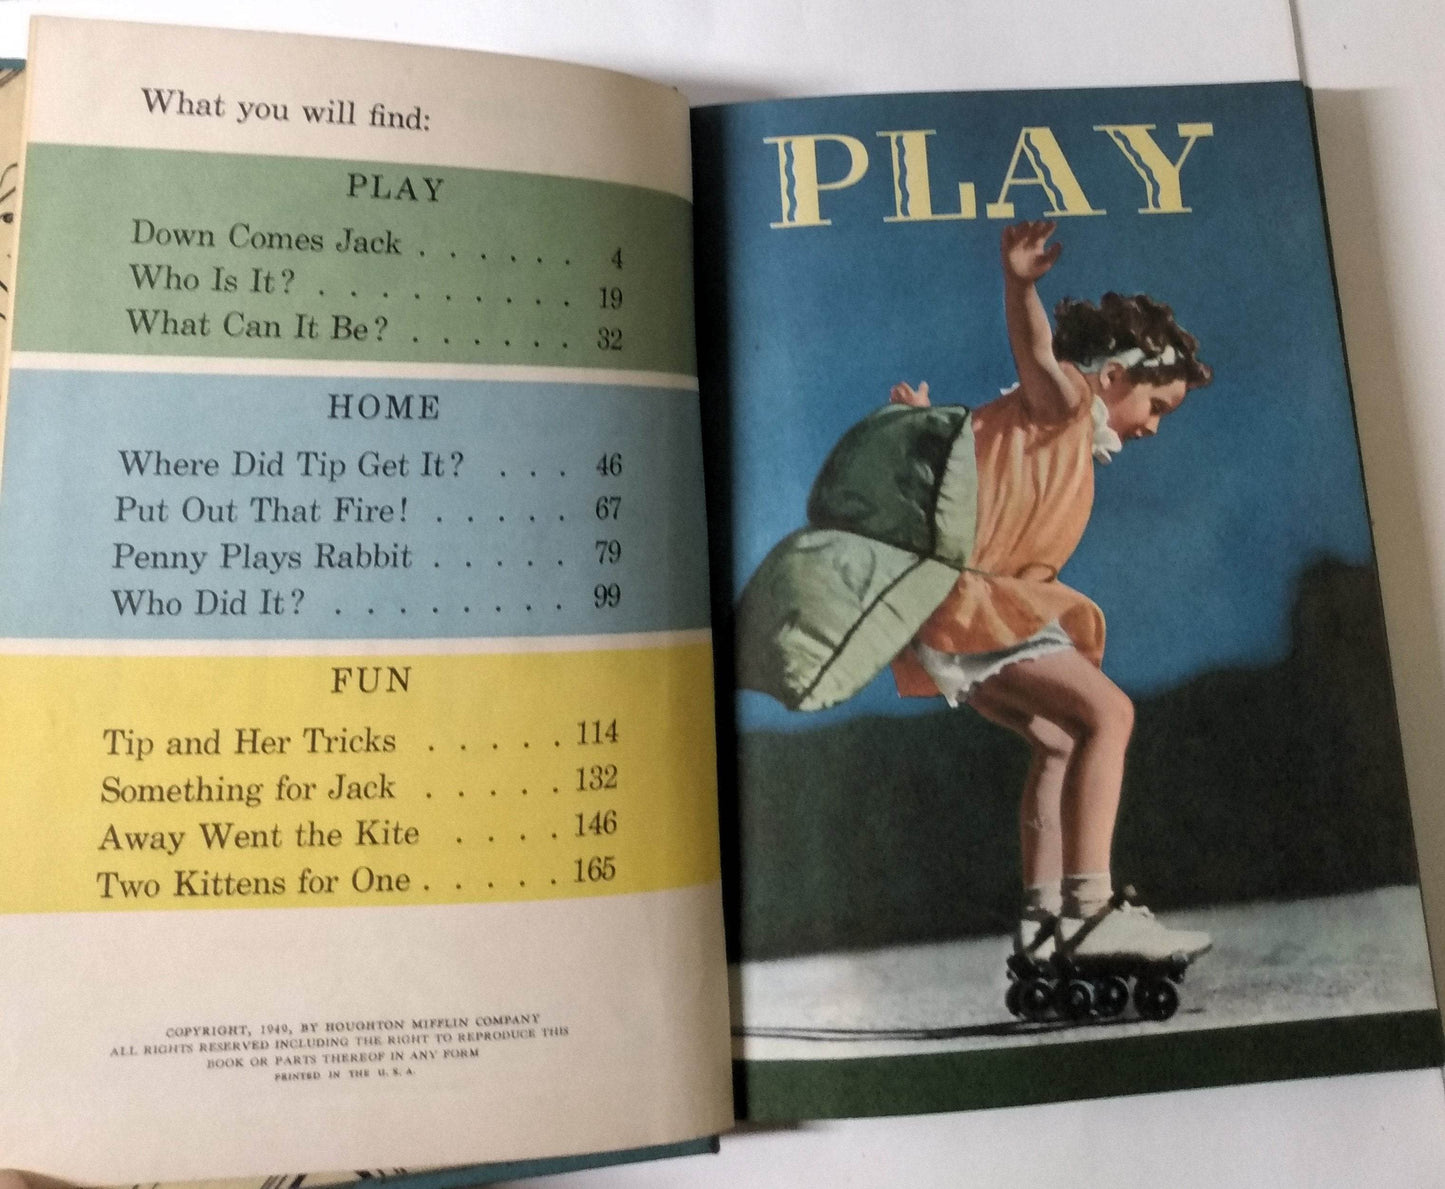 What you will find:
PLAY
Down Comes Jack . . . . . . 4
Who Is It? . . . . . . . . . 19
What Can It Be? . . . . . . 32
HOME
Where Did Tip Get It? . . . 46
Put Out That Fire! . . . . . 67
Penny Plays Rabbit . . . . . 79
Who Did It? . . . . . . . . 99
FUN
Tip and Her Tricks . . . . . 114
Something for Jack . . . . . 132
Away Went the Kite . . . . 146
Two Kittens for One . . . . . 165
COPYRIGHT, 1949, BY HOUGHTON MIFFLIN COMPANY
ALL RIGHTS RESERVED INCLUDING THE RIGHT TO REPRODUCE THIS
BOOK OR PARTS THEREOF IN ANY FORM
PRINTED IN THE U. S. A.
PLAY